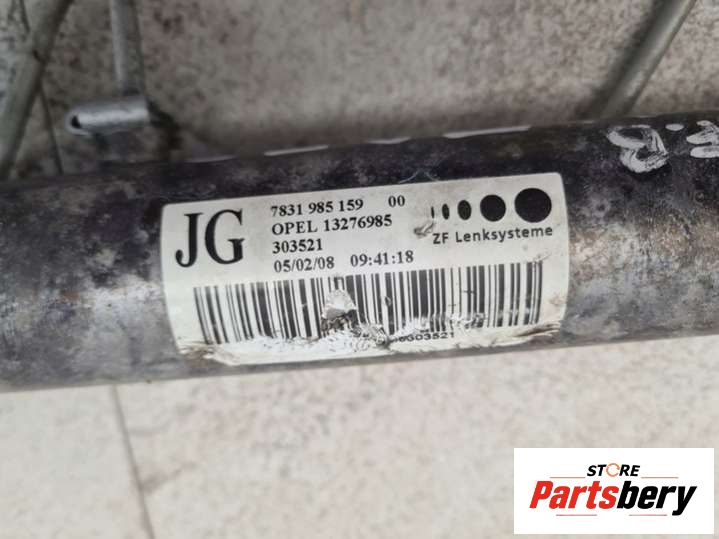 JG
7831 985 159 00
OPEL 13276985
303521
05/02/08 09:41:18
ZF Lenksysteme
STORE
Partsbery